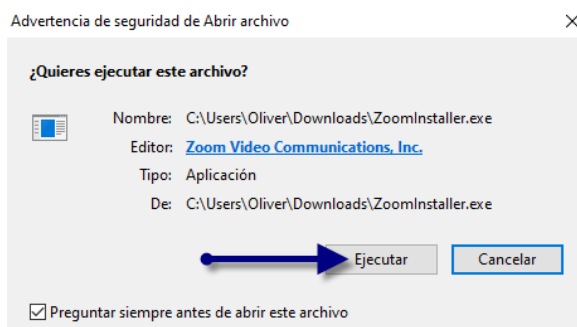 Advertencia de seguridad de Abrir archivo
¿Quieres ejecutar este archivo?
Nombre: C:\Users\Oliver\Downloads\ZoomInstaller.exe
Editor: Zoom Video Communications, Inc.
Tipo: Aplicación
De: C:\Users\Oliver\Downloads\ZoomInstaller.exe
Ejecutar Cancelar
Preguntar siempre antes de abrir este archivo